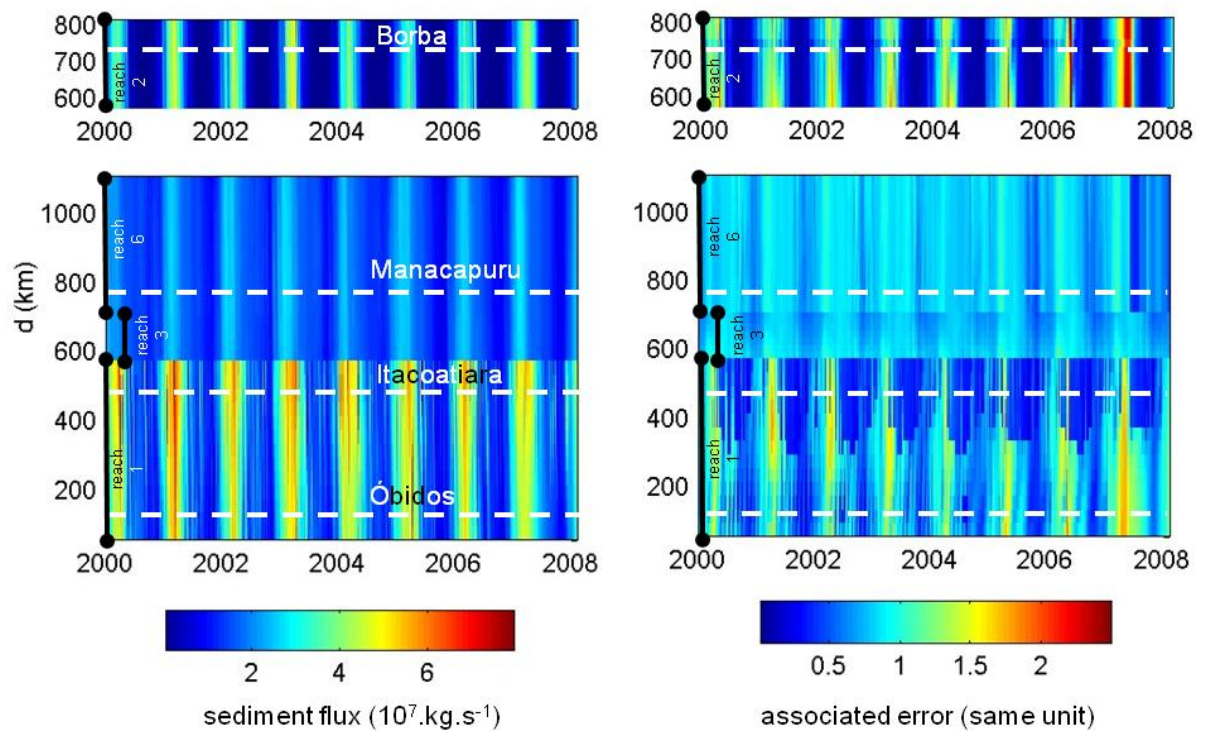 800
700
600
Borba
reach
2
2000 2002 2004 2006 2008
800
700
600
reach
2
2000 2002 2004 2006 2008
d (km)
1000
800
600
400
200
reach
6
Manacapuru
reach
3
Itacoatiara
reach
1
Óbidos
2000 2002 2004 2006 2008
1000
800
600
400
200
reach
6
reach
3
reach
1
2000 2002 2004 2006 2008
2 4 6
sediment flux (10⁷.kg.s⁻¹)
0.5 1 1.5 2
associated error (same unit)